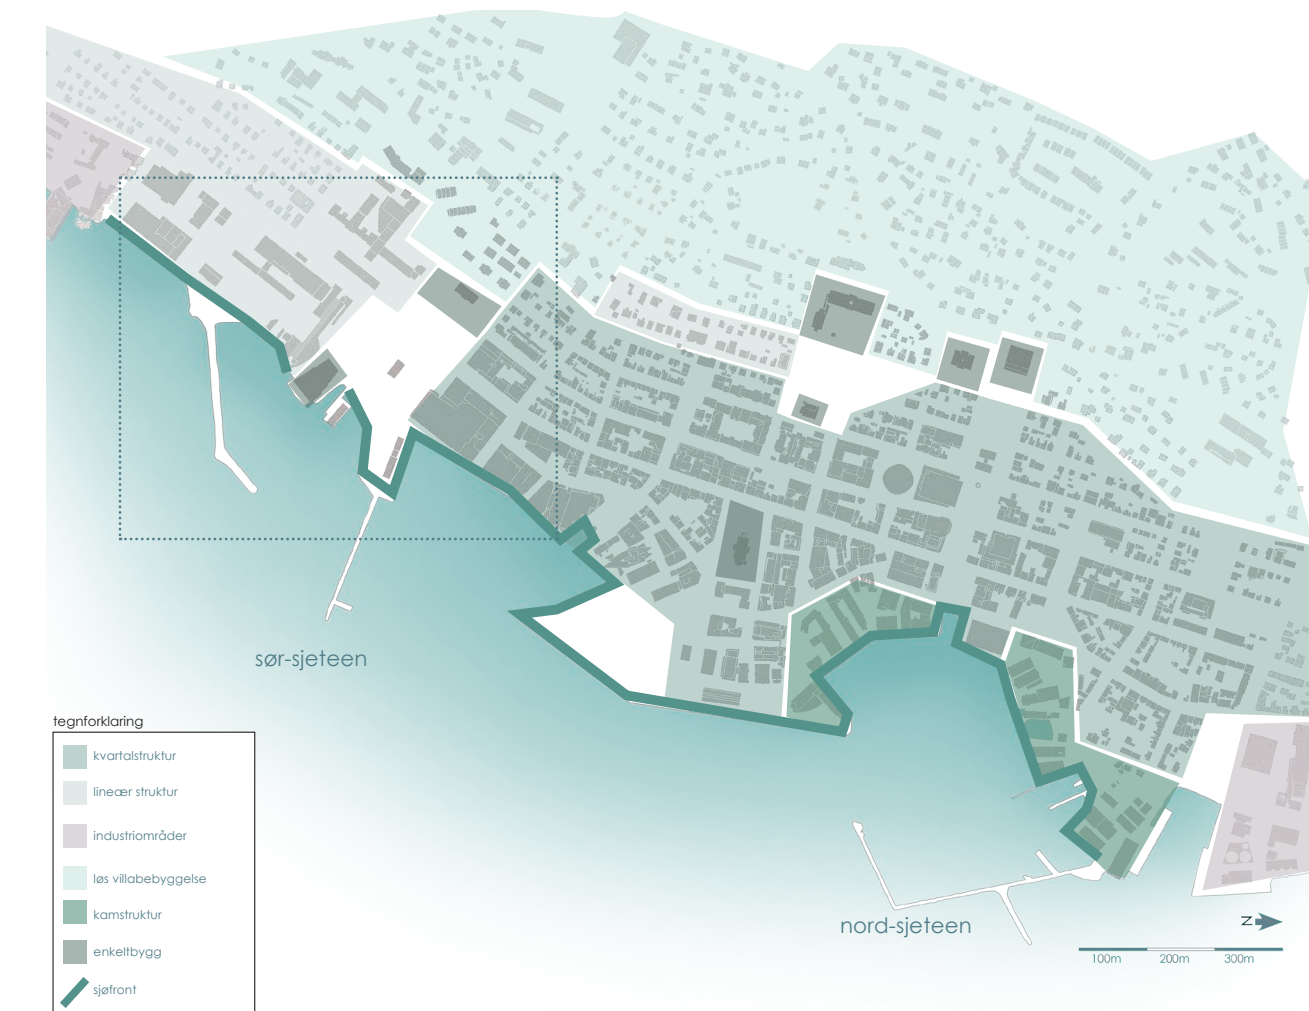 sør-sjeteen
tegnforklaring
kvartalstruktur
lineær struktur
industriområder
løs villabebyggelse
kamstruktur
enkeltbygg
sjøfront
nord-sjeteen
N
100m 200m 300m